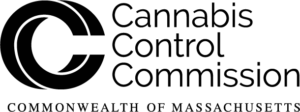 Cannabis
Control
Commission
COMMONWEALTH OF MASSACHUSETTS